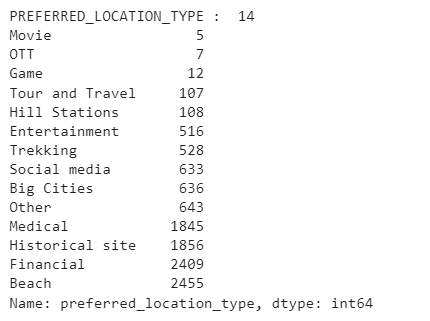 PREFERRED_LOCATION_TYPE :  14
Movie                  5
OTT                    7
Game                  12
Tour and Travel      107
Hill Stations        108
Entertainment        516
Trekking             528
Social media         633
Big Cities           636
Other                643
Medical             1845
Historical site     1856
Financial           2409
Beach               2455
Name: preferred_location_type, dtype: int64